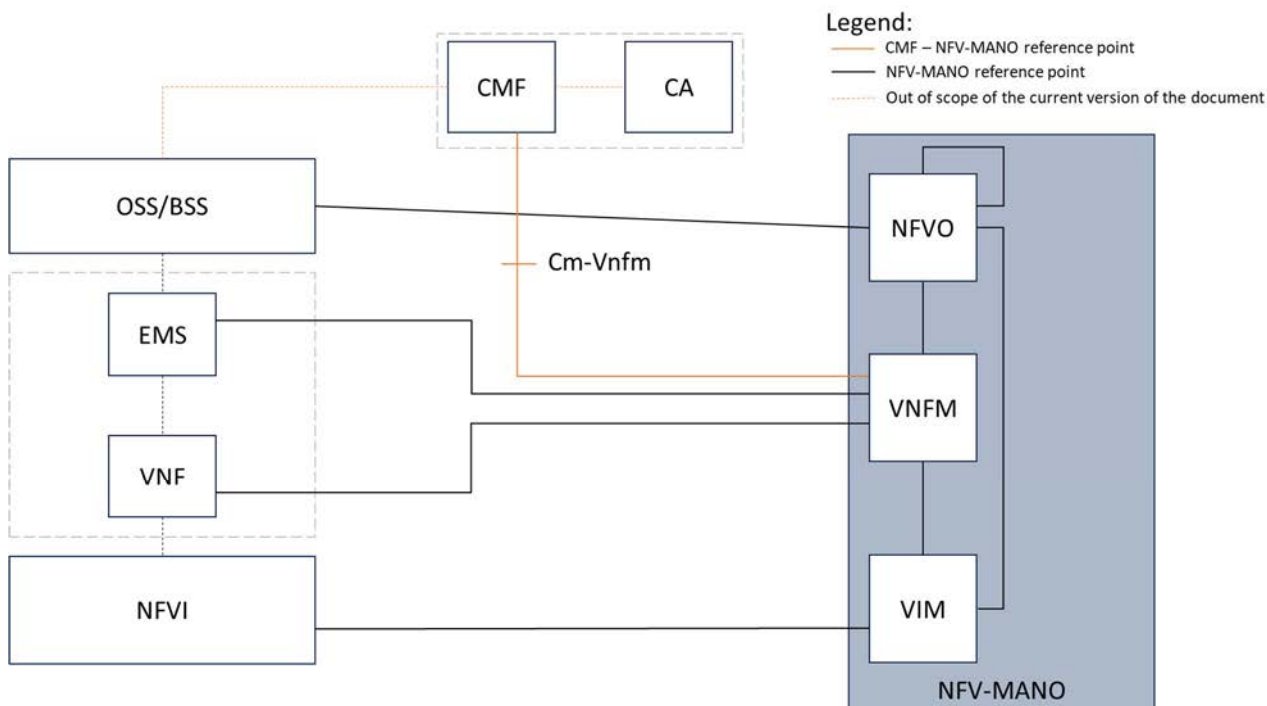 Legend:
CMF – NFV-MANO reference point
NFV-MANO reference point
Out of scope of the current version of the document
CMF
CA
OSS/BSS
NFVO
Cm-Vnfm
EMS
VNFM
VNF
VIM
NFVI
NFV-MANO